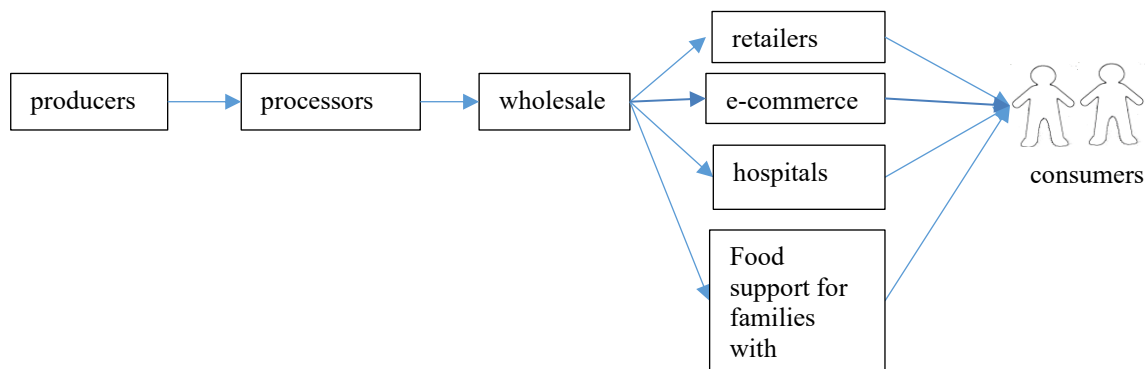 producers
processors
wholesale
retailers
e-commerce
hospitals
Food
support for
families
with
consumers